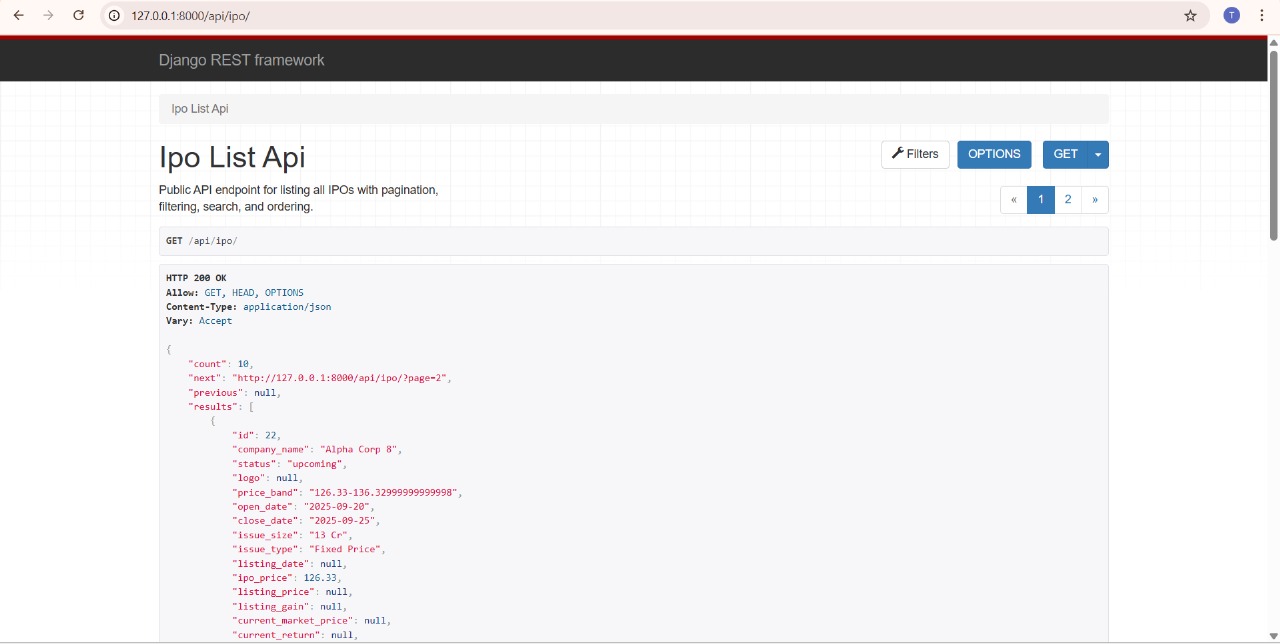 127.0.0.1:8000/api/ipo/
T
Django REST framework
Ipo List Api
Ipo List Api
Filters
OPTIONS
GET
Public API endpoint for listing all IPOs with pagination,
filtering, search, and ordering.
« 1 2 »
GET /api/ipo/
HTTP 200 OK
Allow: GET, HEAD, OPTIONS
Content-Type: application/json
Vary: Accept
{
"count": 10,
"next": "http://127.0.0.1:8000/api/ipo/?page=2",
"previous": null,
"results": [
{
"id": 22,
"company_name": "Alpha Corp 8",
"status": "upcoming",
"logo": null,
"price_band": "126.33-136.32999999999998",
"open_date": "2025-09-20",
"close_date": "2025-09-25",
"issue_size": "13 Cr",
"issue_type": "Fixed Price",
"listing_date": null,
"ipo_price": 126.33,
"listing_price": null,
"listing_gain": null,
"current_market_price": null,
"current_return": null,